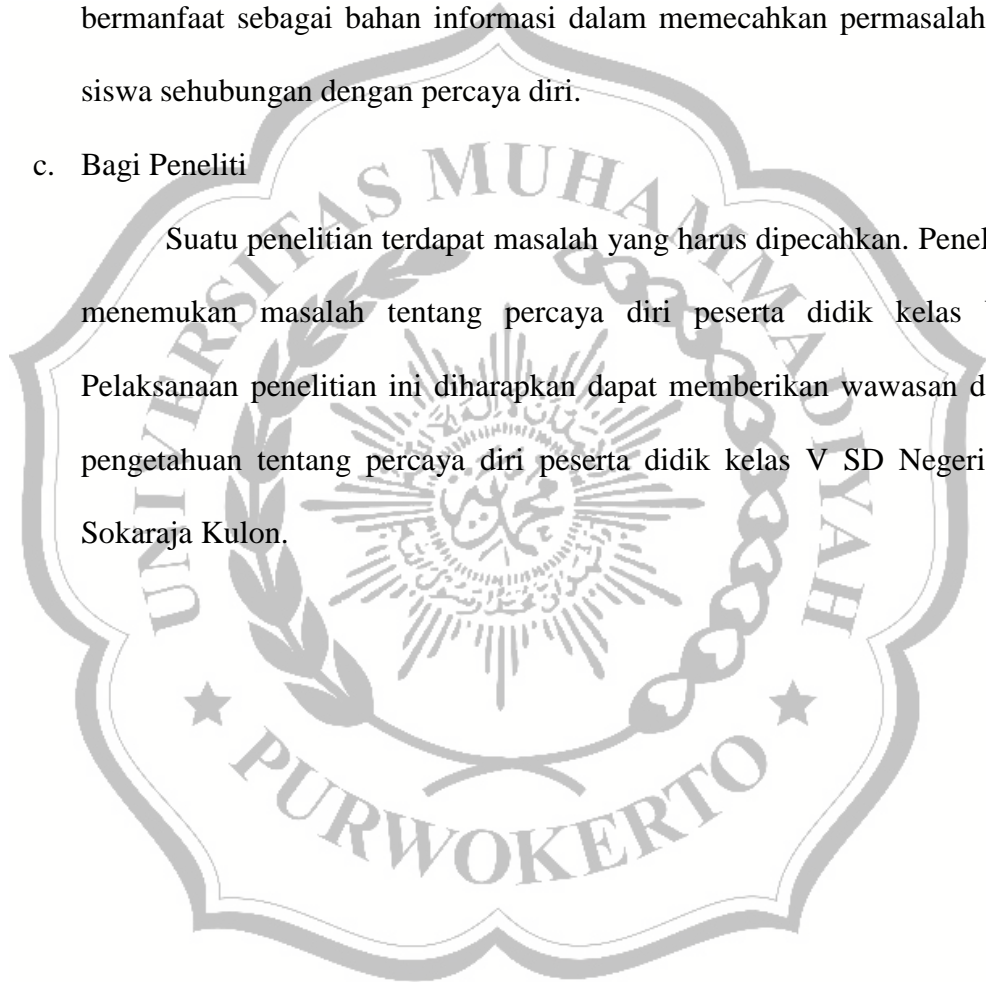 bermanfaat sebagai bahan informasi dalam memecahkan permasalah
siswa sehubungan dengan percaya diri.
c. Bagi Peneliti
Suatu penelitian terdapat masalah yang harus dipecahkan. Penel
menemukan masalah tentang percaya diri peserta didik kelas
Pelaksanaan penelitian ini diharapkan dapat memberikan wawasan d
pengetahuan tentang percaya diri peserta didik kelas V SD Negeri
Sokaraja Kulon.
UNIVERSITAS MUHAMMADIYAH
PURWOKERTO